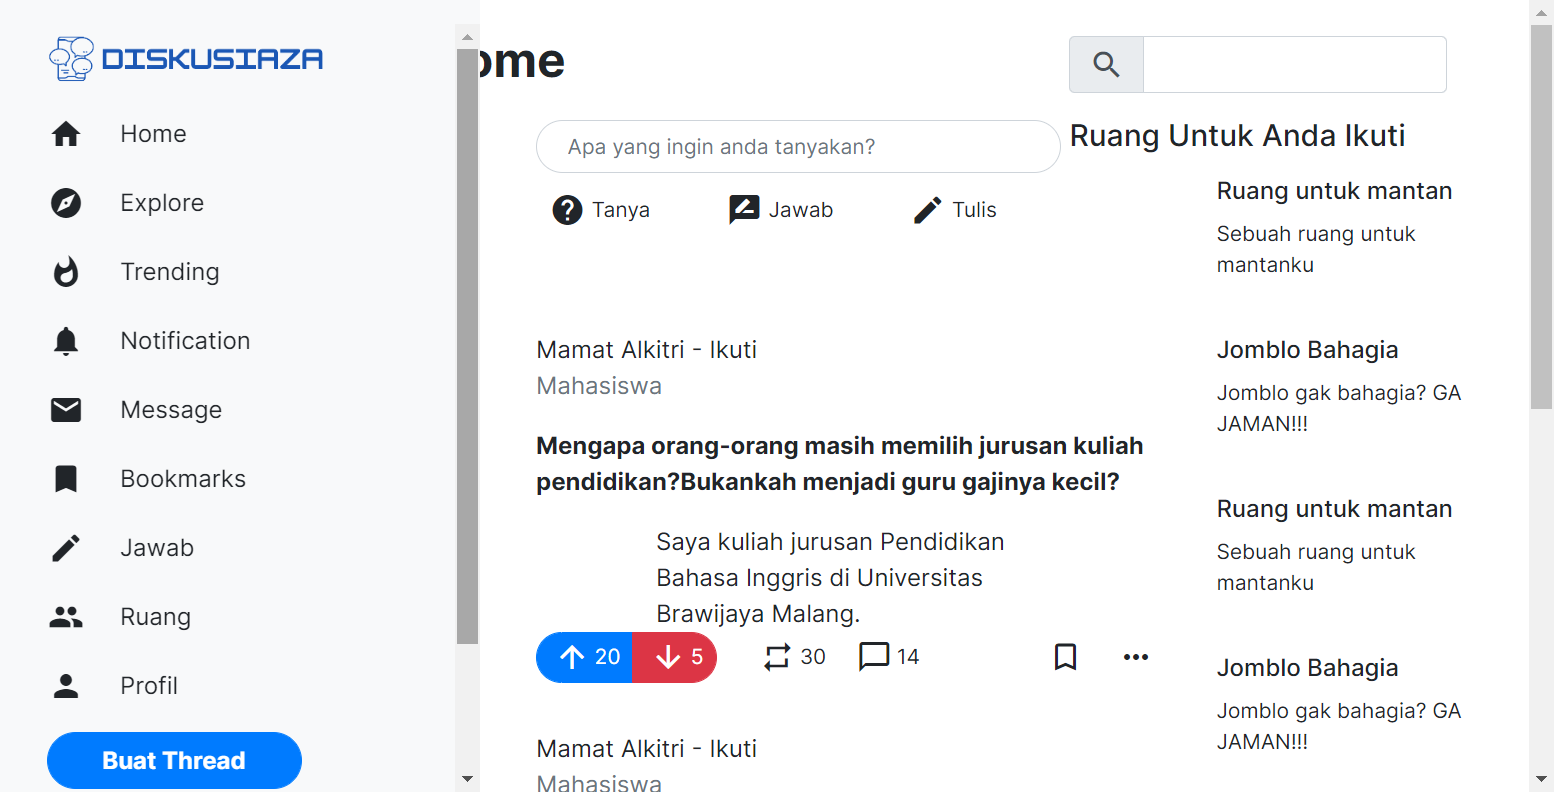 DISKUSIAZA
Home
Explore
Trending
Notification
Message
Bookmarks
Jawab
Ruang
Profil
Buat Thread
ome
Apa yang ingin anda tanyakan?
Tanya
Jawab
Tulis
Mamat Alkitri - Ikuti
Mahasiswa
Mengapa orang-orang masih memilih jurusan kuliah
pendidikan?Bukankah menjadi guru gajinya kecil?
Saya kuliah jurusan Pendidikan
Bahasa Inggris di Universitas
Brawijaya Malang.
20
5
30
14
Mamat Alkitri - Ikuti
Mahasiswa
Ruang Untuk Anda Ikuti
Ruang untuk mantan
Sebuah ruang untuk
mantanku
Jomblo Bahagia
Jomblo gak bahagia? GA
JAMAN!!!
Ruang untuk mantan
Sebuah ruang untuk
mantanku
Jomblo Bahagia
Jomblo gak bahagia? GA
JAMAN!!!